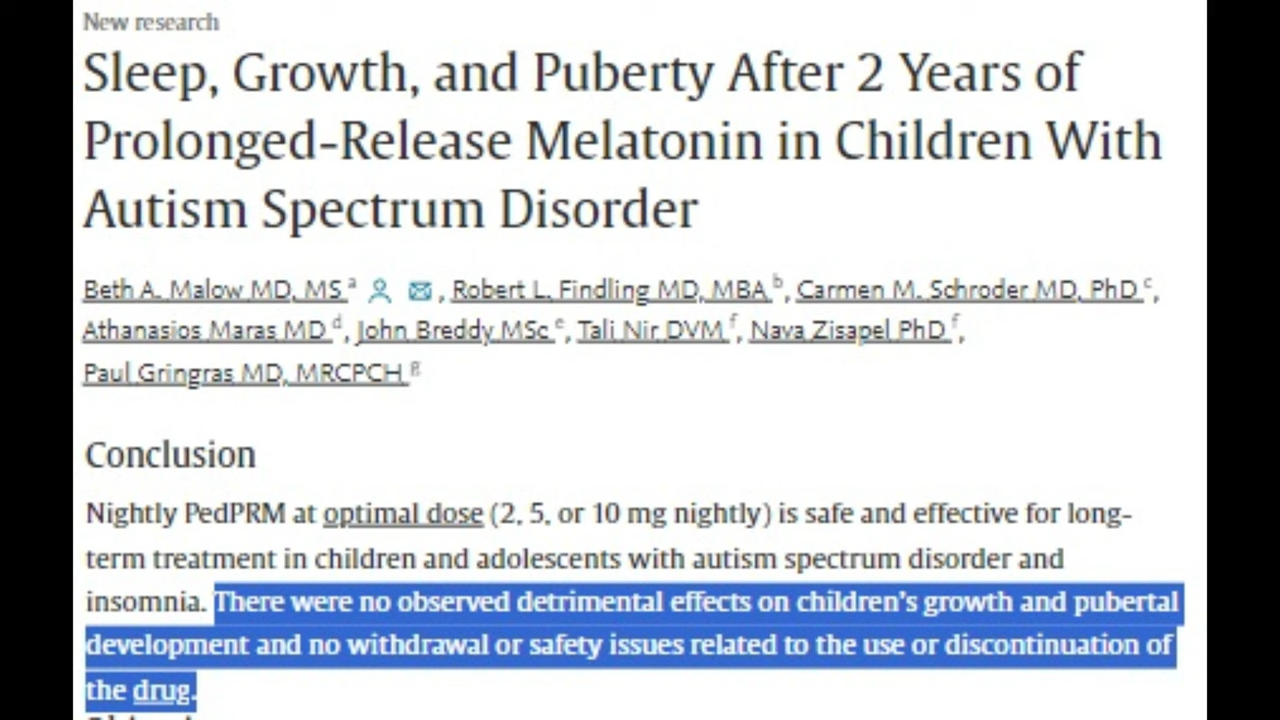 New research
Sleep, Growth, and Puberty After 2 Years of
Prolonged-Release Melatonin in Children With
Autism Spectrum Disorder
Beth A. Malow MD, MS a , Robert L. Findling MD, MBA b, Carmen M. Schroder MD, PhD c,
Athanasios Maras MD d, John Breddy MSc e, Tali Nir DVM f, Nava Zisapel PhD f,
Paul Gringras MD, MRCPCH g
Conclusion
Nightly PedPRM at optimal dose (2, 5, or 10 mg nightly) is safe and effective for long-
term treatment in children and adolescents with autism spectrum disorder and
insomnia. There were no observed detrimental effects on children's growth and pubertal
development and no withdrawal or safety issues related to the use or discontinuation of
the drug.